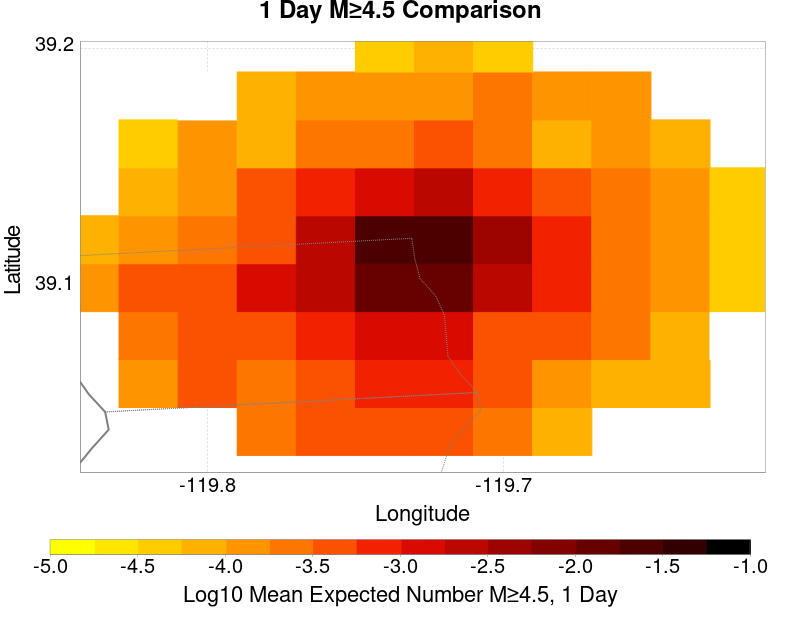 1 Day M≥4.5 Comparison
39.2
39.1
Latitude
-119.8 -119.7
Longitude
-5.0 -4.5 -4.0 -3.5 -3.0 -2.5 -2.0 -1.5 -1.0
Log10 Mean Expected Number M≥4.5, 1 Day